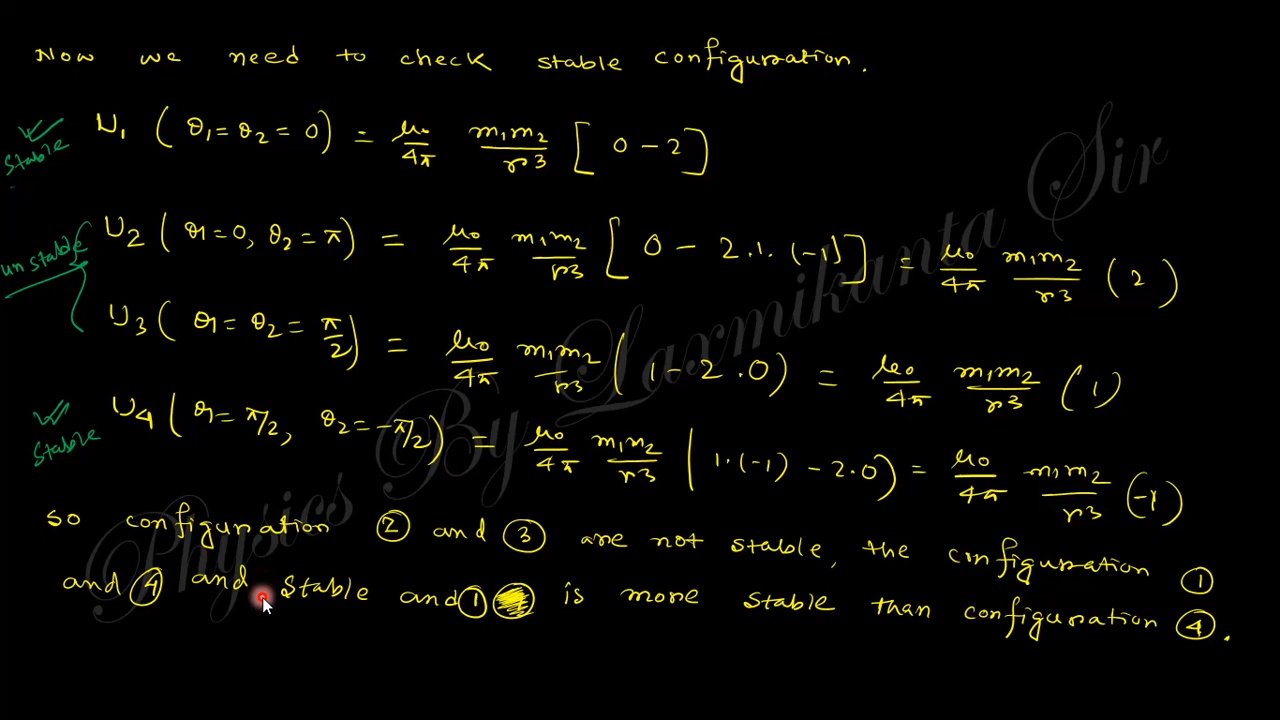 Now we need to check stable configuration.
stable U₁ (θ₁ = θ₂ = 0) = μ₀/4π m₁m₂/r³ [0 - 2]
unstable U₂ (θ₁ = 0, θ₂ = π) = μ₀/4π m₁m₂/r³ [0 - 2.1.(-1)] = μ₀/4π m₁m₂/r³ (2)
U₃ (θ₁ = θ₂ = π/2) = μ₀/4π m₁m₂/r³ (1 - 2.0) = μ₀/4π m₁m₂/r³ (1)
stable U₄ (θ₁ = π/2, θ₂ = -π/2) = μ₀/4π m₁m₂/r³ (1.(-1) - 2.0) = μ₀/4π m₁m₂/r³ (-1)
so configuration ② and ③ are not stable, the configuration ①
and ④ and stable and ① is more stable than configuration ④.
Physics By Laxmikanta Sir